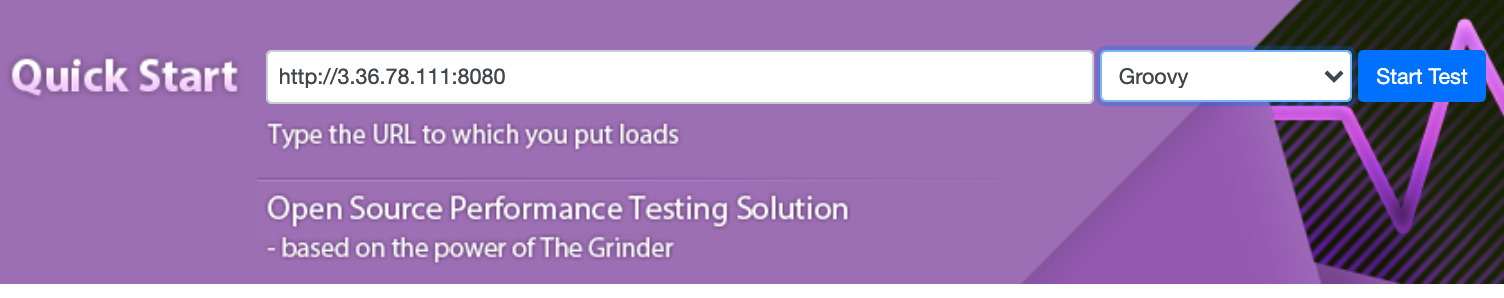 Quick Start
http://3.36.78.111:8080
Groovy
Start Test
Type the URL to which you put loads
Open Source Performance Testing Solution
- based on the power of The Grinder